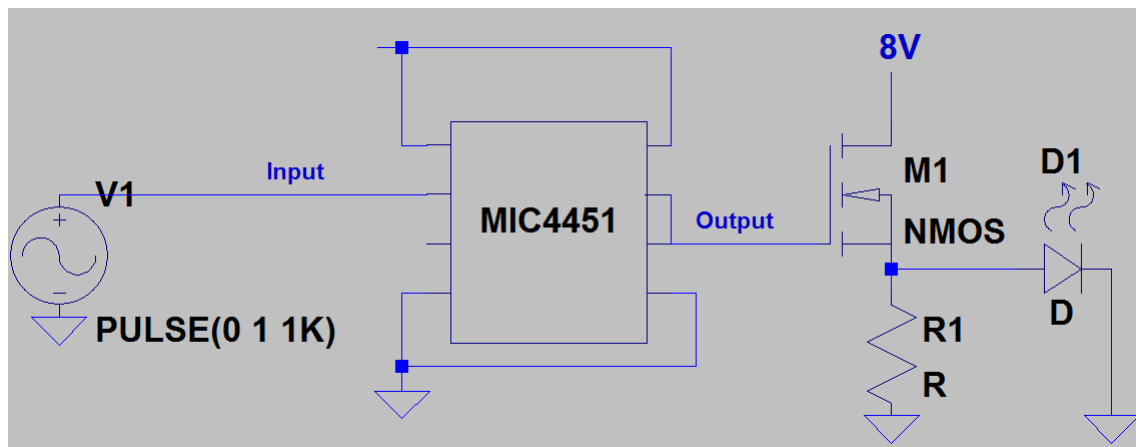 8V
V1
Input
MIC4451
Output
M1
NMOS
D1
PULSE(0 1 1K)
R1
R
D